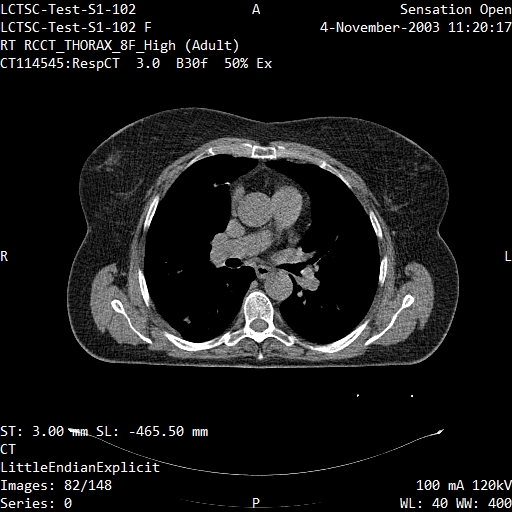 LCTSC-Test-S1-102 A Sensation Open
LCTSC-Test-S1-102 F 4-November-2003 11:20:17
RT RCCT_THORAX_8F_High (Adult)
CT114545:RespCT 3.0 B30f 50% Ex
R L
ST: 3.00 mm SL: -465.50 mm
CT
LittleEndianExplicit
Images: 82/148 100 mA 120kV
Series: 0 P WL: 40 WW: 400